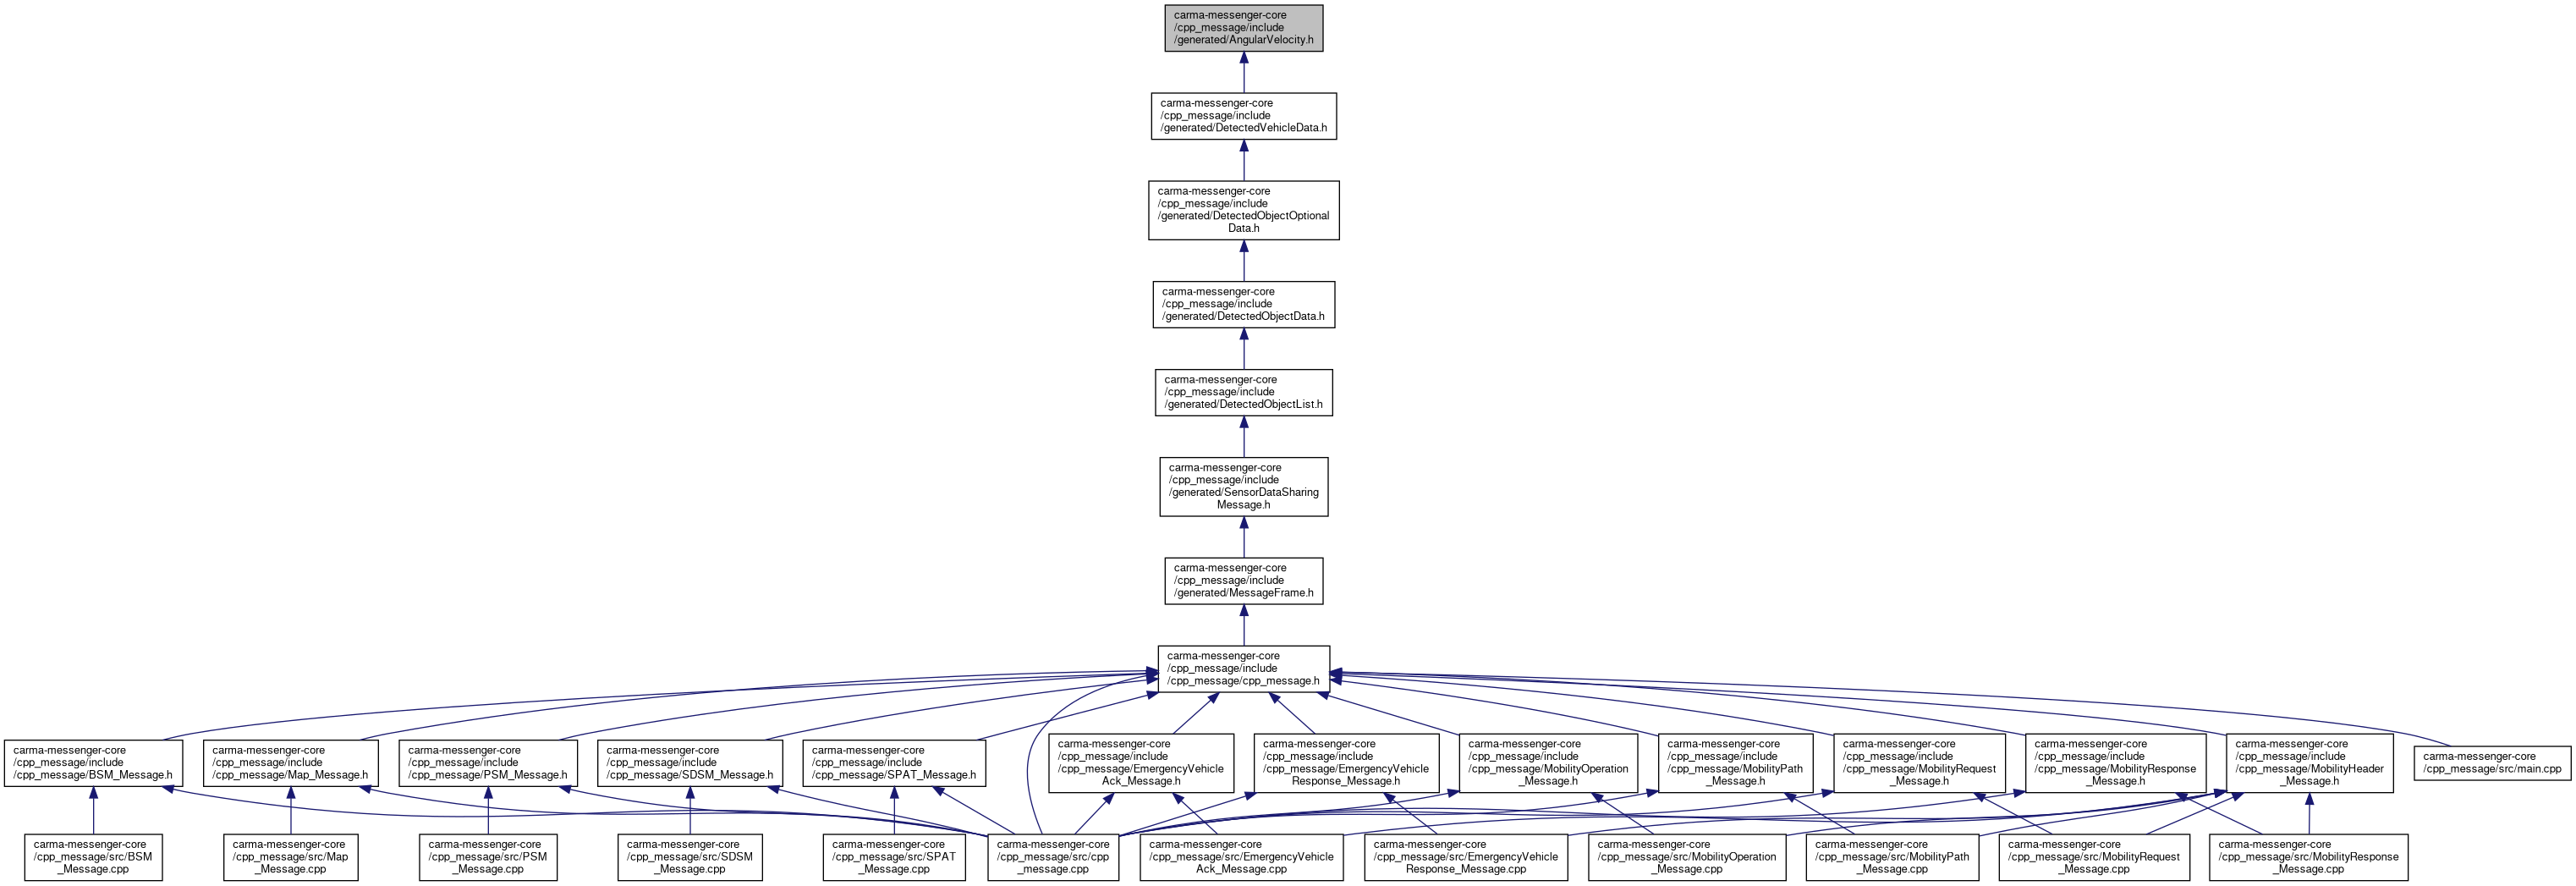 carma-messenger-core
/cpp_message/include
/generated/AngularVelocity.h
carma-messenger-core
/cpp_message/include
/generated/DetectedVehicleData.h
carma-messenger-core
/cpp_message/include
/generated/DetectedObjectOptional
Data.h
carma-messenger-core
/cpp_message/include
/generated/DetectedObjectData.h
carma-messenger-core
/cpp_message/include
/generated/DetectedObjectList.h
carma-messenger-core
/cpp_message/include
/generated/SensorDataSharing
Message.h
carma-messenger-core
/cpp_message/include
/generated/MessageFrame.h
carma-messenger-core
/cpp_message/include
/cpp_message/cpp_message.h
carma-messenger-core
/cpp_message/include
/cpp_message/BSM_Message.h
carma-messenger-core
/cpp_message/include
/cpp_message/Map_Message.h
carma-messenger-core
/cpp_message/include
/cpp_message/PSM_Message.h
carma-messenger-core
/cpp_message/include
/cpp_message/SDSM_Message.h
carma-messenger-core
/cpp_message/include
/cpp_message/SPAT_Message.h
carma-messenger-core
/cpp_message/include
/cpp_message/EmergencyVehicle
Ack_Message.h
carma-messenger-core
/cpp_message/include
/cpp_message/EmergencyVehicle
Response_Message.h
carma-messenger-core
/cpp_message/include
/cpp_message/MobilityOperation
_Message.h
carma-messenger-core
/cpp_message/include
/cpp_message/MobilityPath
_Message.h
carma-messenger-core
/cpp_message/include
/cpp_message/MobilityRequest
_Message.h
carma-messenger-core
/cpp_message/include
/cpp_message/MobilityResponse
_Message.h
carma-messenger-core
/cpp_message/include
/cpp_message/MobilityHeader
_Message.h
carma-messenger-core
/cpp_message/src/main.cpp
carma-messenger-core
/cpp_message/src/BSM
_Message.cpp
carma-messenger-core
/cpp_message/src/Map
_Message.cpp
carma-messenger-core
/cpp_message/src/PSM
_Message.cpp
carma-messenger-core
/cpp_message/src/SDSM
_Message.cpp
carma-messenger-core
/cpp_message/src/SPAT
_Message.cpp
carma-messenger-core
/cpp_message/src/cpp
_message.cpp
carma-messenger-core
/cpp_message/src/EmergencyVehicle
Ack_Message.cpp
carma-messenger-core
/cpp_message/src/EmergencyVehicle
Response_Message.cpp
carma-messenger-core
/cpp_message/src/MobilityOperation
_Message.cpp
carma-messenger-core
/cpp_message/src/MobilityPath
_Message.cpp
carma-messenger-core
/cpp_message/src/MobilityRequest
_Message.cpp
carma-messenger-core
/cpp_message/src/MobilityResponse
_Message.cpp